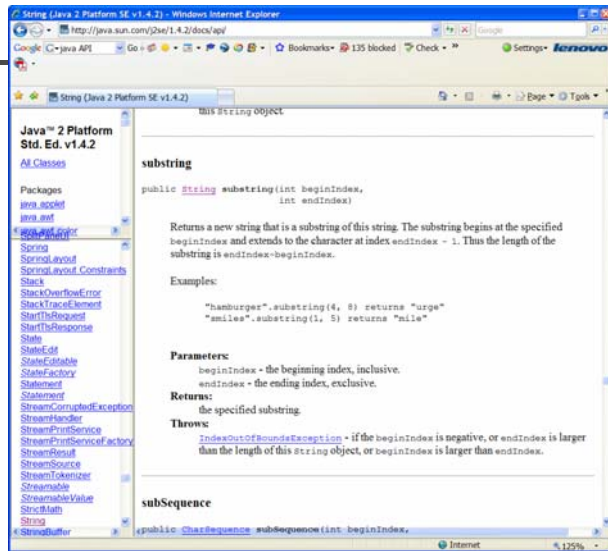 String (Java 2 Platform SE v1.4.2) - Windows Internet Explorer
http://java.sun.com/j2se/1.4.2/docs/api/
Google
Google java API Go Bookmarks 135 blocked Check Settings lenovo
String (Java 2 Platform SE v1.4.2) Page Tools
Java™ 2 Platform
Std. Ed. v1.4.2
All Classes
Packages
java.applet
java.awt
java.awt.color
SplitPaneUI
Spring
SpringLayout
SpringLayout.Constraints
Stack
StackOverflowError
StackTraceElement
StartTlsRequest
StartTlsResponse
State
StateEdit
StateEditable
StateFactory
Statement
Statement
StreamCorruptedException
StreamHandler
StreamPrintService
StreamPrintServiceFactory
StreamResult
StreamSource
StreamTokenizer
Streamable
StreamableValue
StrictMath
String
StringBuffer
this String object.
substring
public String substring(int beginIndex,
int endIndex)
Returns a new string that is a substring of this string. The substring begins at the specified
beginIndex and extends to the character at index endIndex - 1. Thus the length of the
substring is endIndex-beginIndex.
Examples:
"hamburger".substring(4, 8) returns "urge"
"smiles".substring(1, 5) returns "mile"
Parameters:
beginIndex - the beginning index, inclusive.
endIndex - the ending index, exclusive.
Returns:
the specified substring.
Throws:
IndexOutOfBoundsException - if the beginIndex is negative, or endIndex is larger
than the length of this String object, or beginIndex is larger than endIndex.
subSequence
public CharSequence subSequence(int beginIndex,
Internet 125%